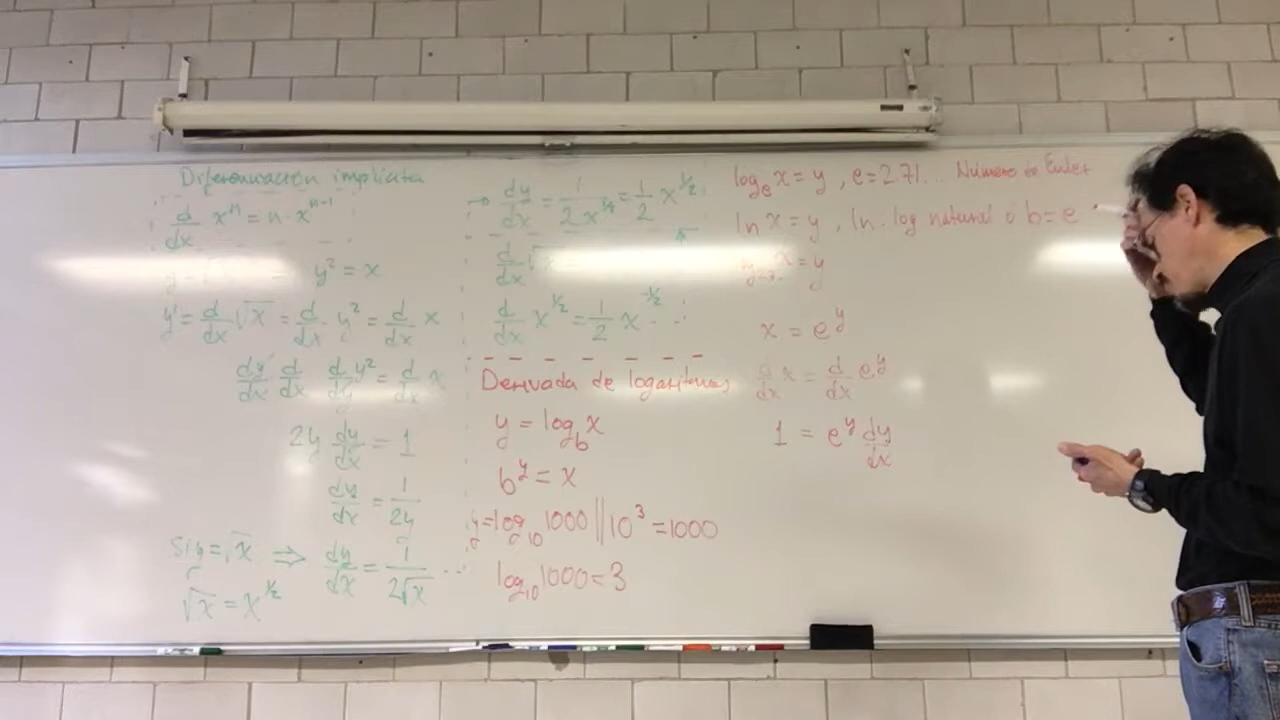 Diferenciación implícita
d/dx x^n = n·x^(n-1)
y² = x
y' = d/dx √x = d/dx y² = d/dx x
dy/dx d/dx d/dy y² = d/dx x
2y dy/dx = 1
dy/dx = 1/2y
Si y = √x ⇒ dy/dx = 1/2√x
√x = x^(1/2)
→ dy/dx = 1/(2x^(1/2)) = 1/2 x^(1/2)
d/dx √x
d/dx x^(1/2) = 1/2 x^(-1/2)
Derivada de logaritmos
y = log_b x
b^y = x
y = log_10 1000 || 10³ = 1000
log_10 1000 = 3
log_e x = y , e = 2.71... Número de Euler
ln x = y , ln: log natural ó b = e
x = y
x = e^y
d/dx x = d/dx e^y
1 = e^y dy/dx